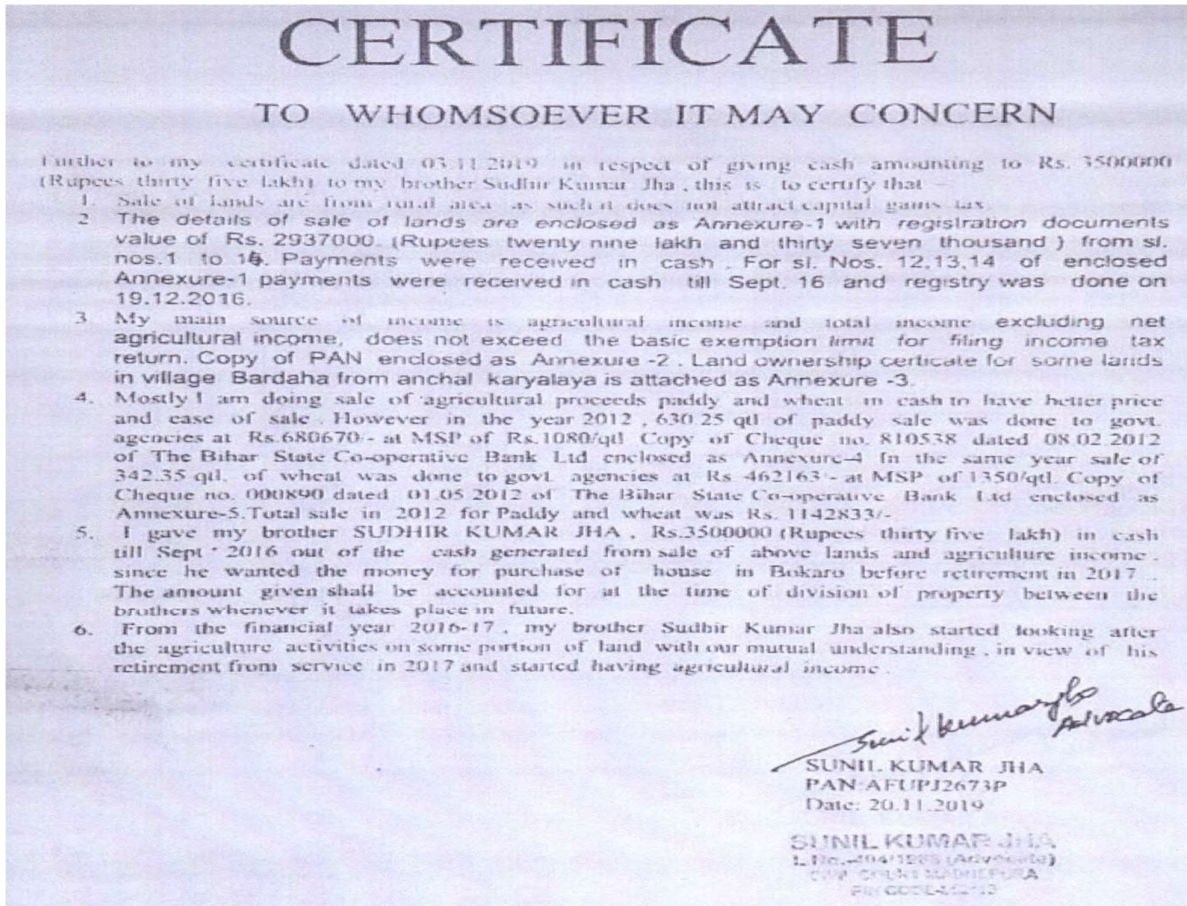 CERTIFICATE
TO WHOMSOEVER IT MAY CONCERN
Further to my certificate dated 03.11.2019 in respect of giving cash amounting to Rs. 3500000
(Rupees thirty five lakh) to my brother Sudhir Kumar Jha , this is to certify that –
1. Sale of lands are from rural area as such it does not attract capital gains tax.
2 The details of sale of lands are enclosed as Annexure-1 with registration documents
value of Rs. 2937000 (Rupees twenty nine lakh and thirty seven thousand ) from sl.
nos.1 to 14. Payments were received in cash . For sl. Nos. 12,13,14 of enclosed
Annexure-1 payments were received in cash till Sept. 16 and registry was done on
19.12.2016.
3 My main source of income is agricultural income and total income excluding net
agricultural income, does not exceed the basic exemption limit for filing income tax
return. Copy of PAN enclosed as Annexure -2 . Land ownership certicate for some lands
in village Bardaha from anchal karyalaya is attached as Annexure -3.
4. Mostly I am doing sale of agricultural proceeds paddy and wheat in cash to have better price
and ease of sale . However in the year 2012 , 630.25 qtl of paddy sale was done to govt.
agencies at Rs.680670/- at MSP of Rs.1080/qtl Copy of Cheque no. 810538 dated 08.02.2012
of The Bihar State Co-operative Bank Ltd enclosed as Annexure-4 In the same year sale of
342.35 qtl. of wheat was done to govt. agencies at Rs 462163/- at MSP of 1350/qtl. Copy of
Cheque no. 000890 dated 01.05.2012 of The Bihar State Co-operative Bank Ltd enclosed as
Annexure-5.Total sale in 2012 for Paddy and wheat was Rs. 1142833/-.
5. I gave my brother SUDHIR KUMAR JHA , Rs.3500000 (Rupees thirty five lakh) in cash
till Sept ' 2016 out of the cash generated from sale of above lands and agriculture income .
since he wanted the money for purchase of house in Bokaro before retirement in 2017 .
The amount given shall be accounted for at the time of division of property between the
brothers whenever it takes place in future.
6. From the financial year 2016-17 , my brother Sudhir Kumar Jha also started looking after
the agriculture activities on some portion of land with our mutual understanding , in view of his
retirement from service in 2017 and started having agricultural income .
Sunil Kumar Jha
Advocate
SUNIL KUMAR JHA
PAN:AFUPJ2673P
Date: 20.11.2019
SUNIL KUMAR JHA
(Advocate)
MADHEPURA